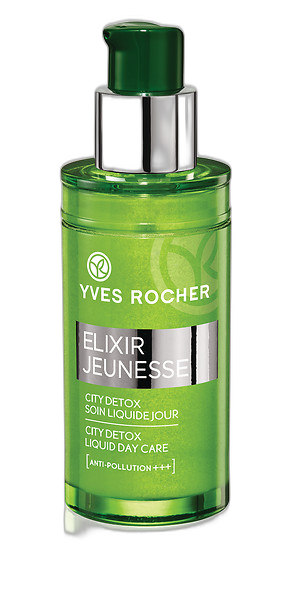 YVES ROCHER
ELIXIR
JEUNESSE
CITY DETOX
SOIN LIQUIDE JOUR
CITY DETOX
LIQUID DAY CARE
[ANTI-POLLUTION+++]